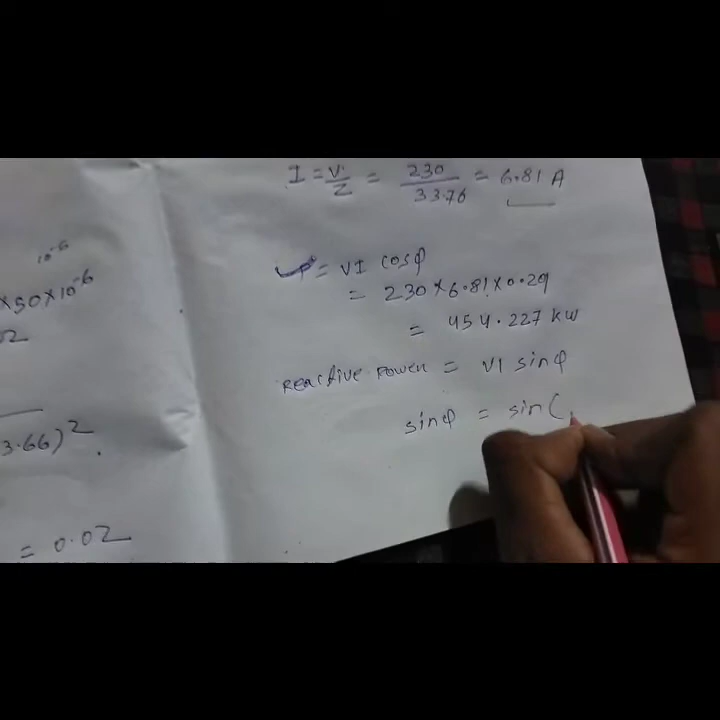 10⁻⁶
×50×10⁻⁶
3.66)²
= 0.02
I = V/Z = 230/33.76 = 6.81 A
P = VI cosφ
= 230×6.81×0.29
= 454.227 kW
Reactive Power = VI sinφ
sinφ = sin(